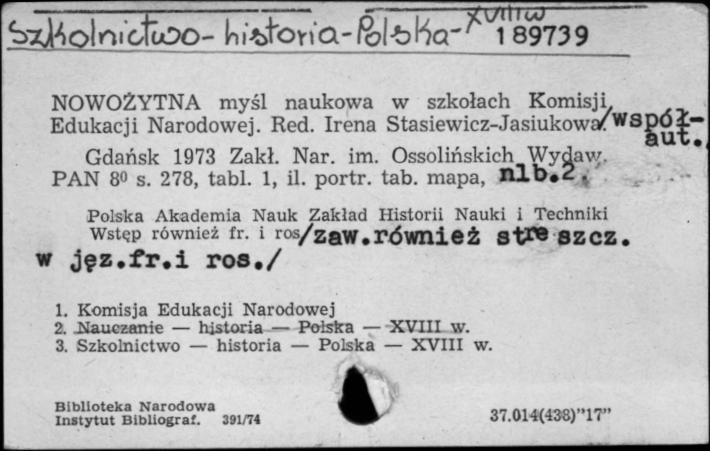 Szkolnictwo - historia - Polska - XVIII w
189739
NOWOŻYTNA myśl naukowa w szkołach Komisji
Edukacji Narodowej. Red. Irena Stasiewicz-Jasiukowa./współ-
aut.
Gdańsk 1973 Zakł. Nar. im. Ossolińskich Wydaw.
PAN 8⁰ s. 278, tabl. 1, il. portr. tab. mapa, nlb.2.
Polska Akademia Nauk Zakład Historii Nauki i Techniki
Wstęp również fr. i ros/zaw.również streszcz.
w jęz.fr.i ros./
1. Komisja Edukacji Narodowej
2. Nauczanie — historia — Polska — XVIII w.
3. Szkolnictwo — historia — Polska — XVIII w.
Biblioteka Narodowa
Instytut Bibliograf. 391/74
37.014(438)"17"